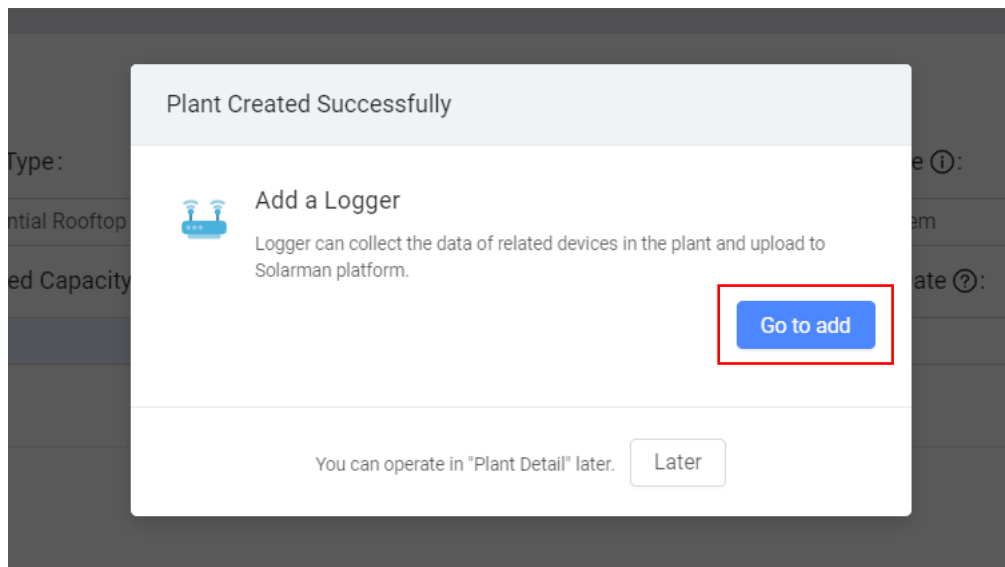 Plant Created Successfully
Type:
e ⓘ:
ntial Rooftop
em
Add a Logger
Logger can collect the data of related devices in the plant and upload to
Solarman platform.
ed Capacity
ate ?:
Go to add
You can operate in "Plant Detail" later.
Later